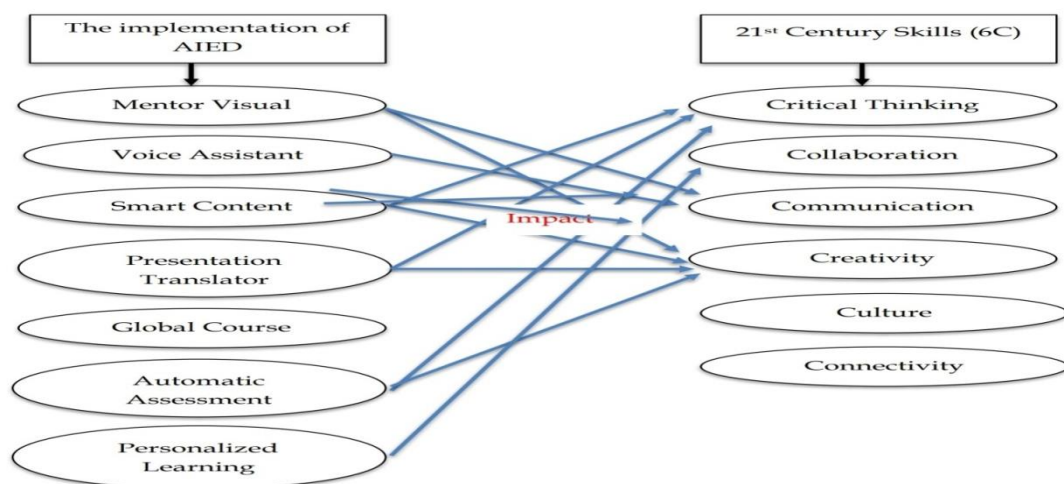 The implementation of
AIED
Mentor Visual
Voice Assistant
Smart Content
Presentation
Translator
Global Course
Automatic
Assessment
Personalized
Learning
Impact
21st Century Skills (6C)
Critical Thinking
Collaboration
Communication
Creativity
Culture
Connectivity